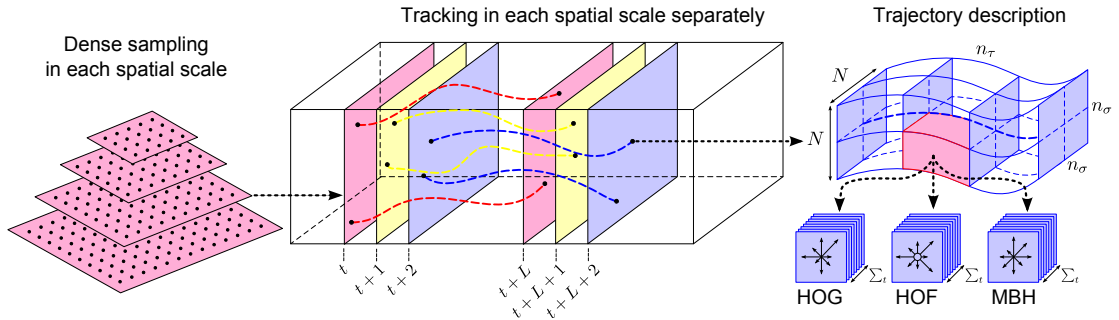 Dense sampling
in each spatial scale
Tracking in each spatial scale separately
t
t + 1
t + 2
t + L
t + L + 1
t + L + 2
Trajectory description
N
N
n_τ
n_σ
n_σ
Σ_t
Σ_t
Σ_t
HOG
HOF
MBH